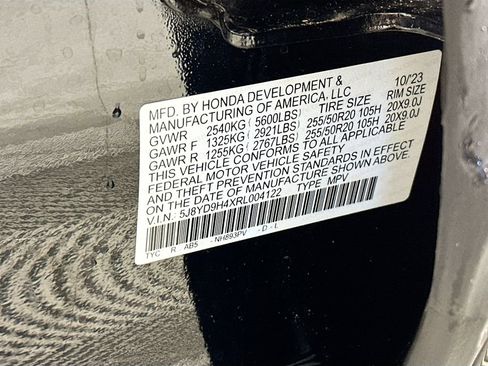 MFD. BY HONDA DEVELOPMENT & 10/'23
MANUFACTURING OF AMERICA, LLC
GVWR 2540KG ( 5600LBS) TIRE SIZE RIM SIZE
GAWR F 1325KG ( 2921LBS) 255/50R20 105H 20X9.0J
GAWR R 1255KG ( 2767LBS) 255/50R20 105H 20X9.0J
THIS VEHICLE CONFORMS TO ALL APPLICABLE
FEDERAL MOTOR VEHICLE SAFETY
AND THEFT PREVENTION STANDARDS IN EFFECT
ON THE DATE OF MANUFACTURE SHOWN ABOVE.
V.I.N.: 5J8YD9H4XRL004122 TYPE MPV
TYC R AB5 - NH893PV - D - L